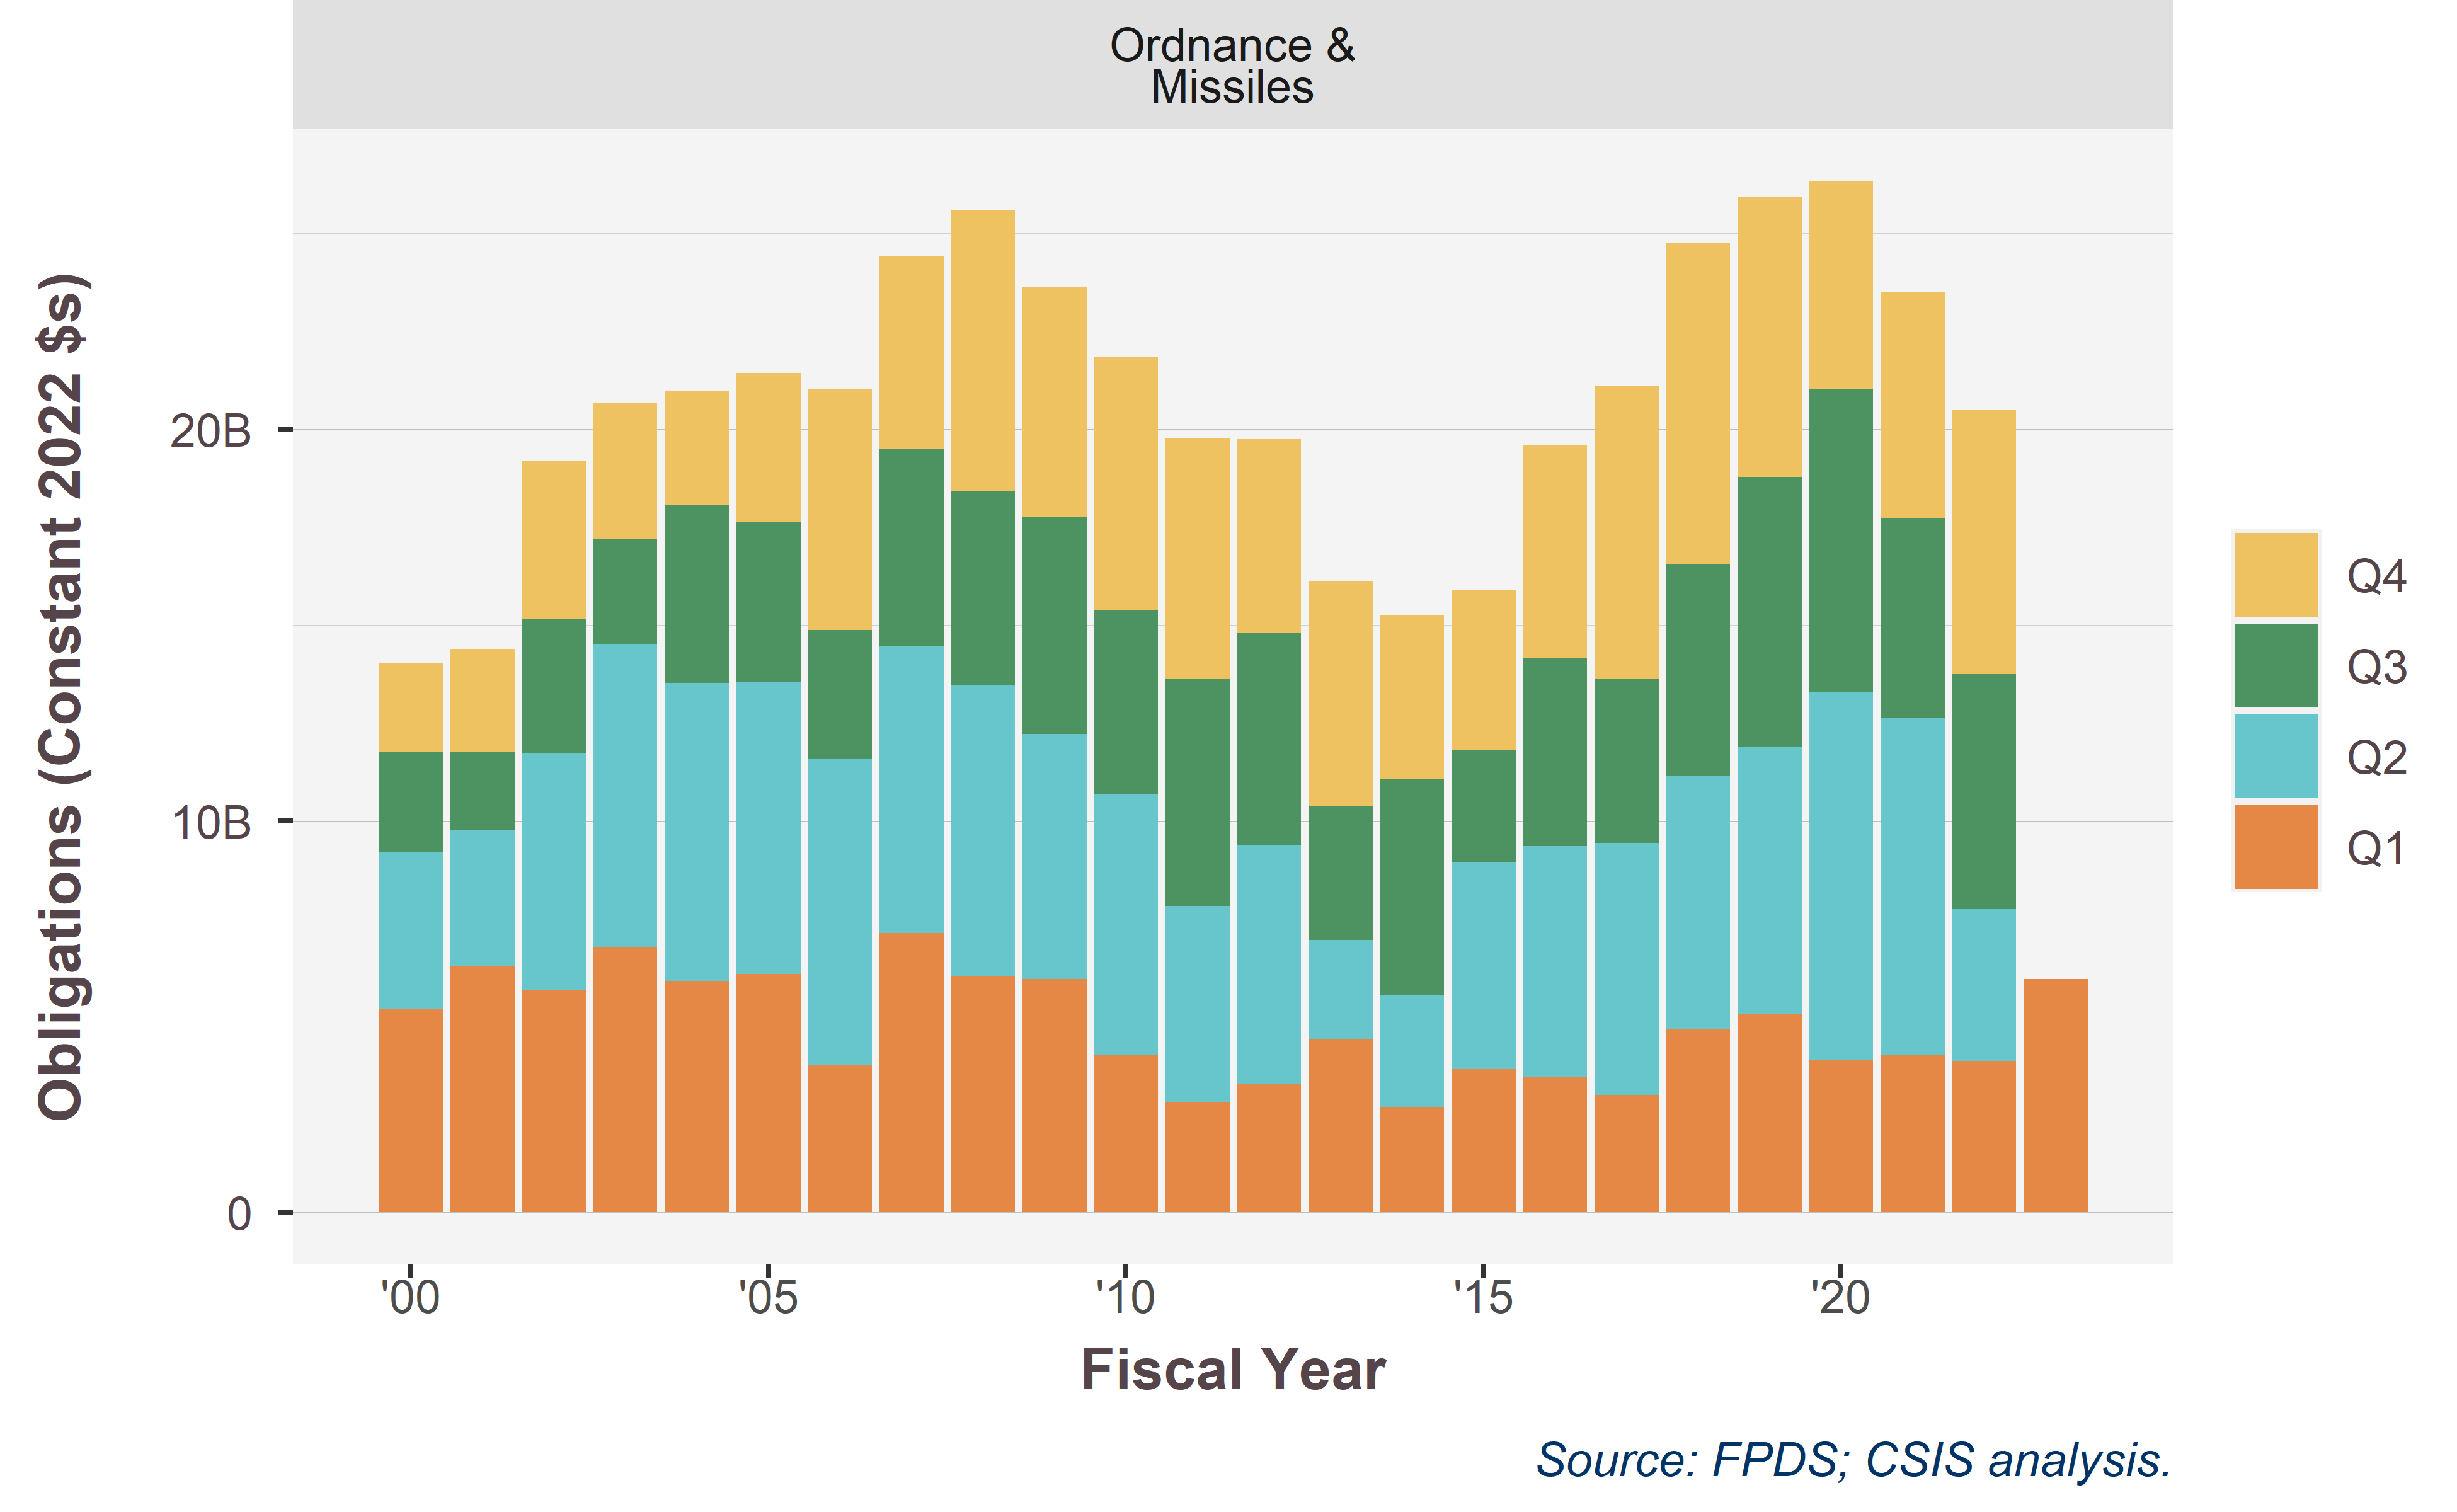 Ordnance &
Missiles
Obligations (Constant 2022 $s)
20B
10B
0
'00
'05
'10
'15
'20
Fiscal Year
Q4
Q3
Q2
Q1
Source: FPDS; CSIS analysis.